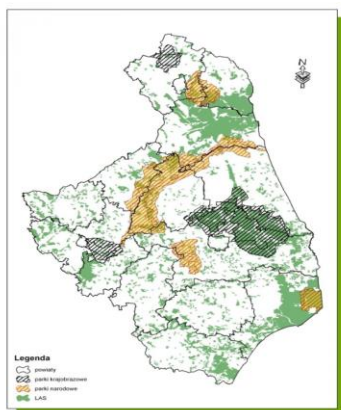 N
Legenda
powiaty
parki krajobrazowe
parki narodowe
LAS